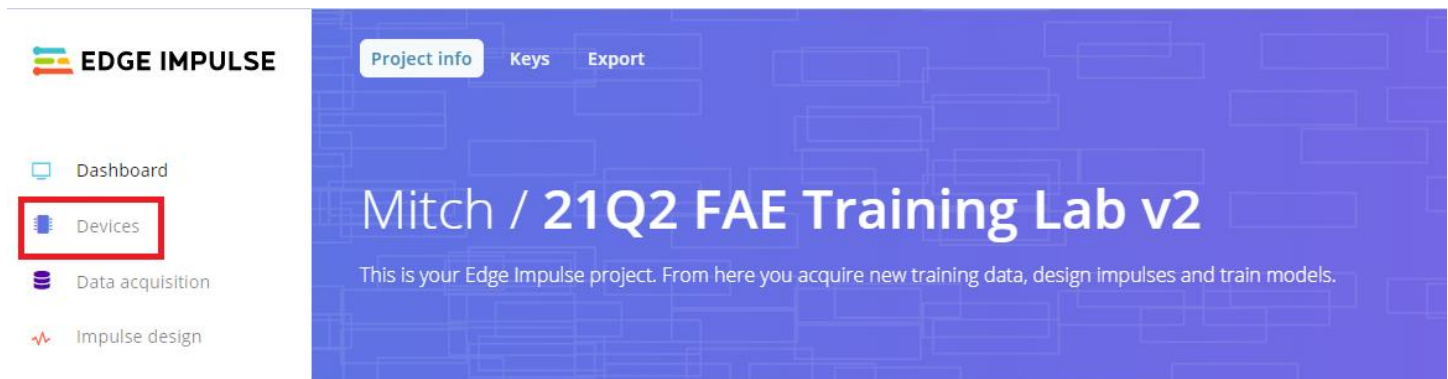 EDGE IMPULSE
Project info Keys Export
Dashboard
Devices
Data acquisition
Impulse design
Mitch / 21Q2 FAE Training Lab v2
This is your Edge Impulse project. From here you acquire new training data, design impulses and train models.